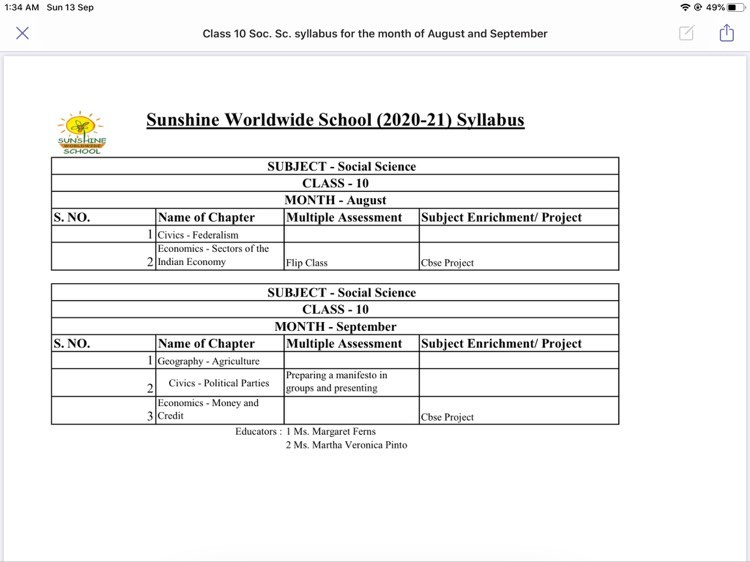 1:34 AM Sun 13 Sep
49%
Class 10 Soc. Sc. syllabus for the month of August and September
SUNSHINE
WORLDWIDE
SCHOOL
Sunshine Worldwide School (2020-21) Syllabus
SUBJECT - Social Science
CLASS - 10
MONTH - August
S. NO. Name of Chapter Multiple Assessment Subject Enrichment/ Project
1 Civics - Federalism
Economics - Sectors of the
2 Indian Economy Flip Class Cbse Project
SUBJECT - Social Science
CLASS - 10
MONTH - September
S. NO. Name of Chapter Multiple Assessment Subject Enrichment/ Project
1 Geography - Agriculture
2 Civics - Political Parties Preparing a manifesto in
groups and presenting
Economics - Money and
3 Credit Cbse Project
Educators : 1 Ms. Margaret Ferns
2 Ms. Martha Veronica Pinto